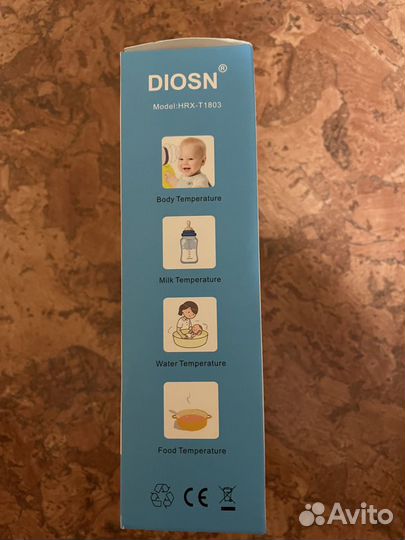 DIOSN®
Model:HRX-T1803
Body Temperature
Milk Temperature
Water Temperature
Food Temperature
CE
Avito